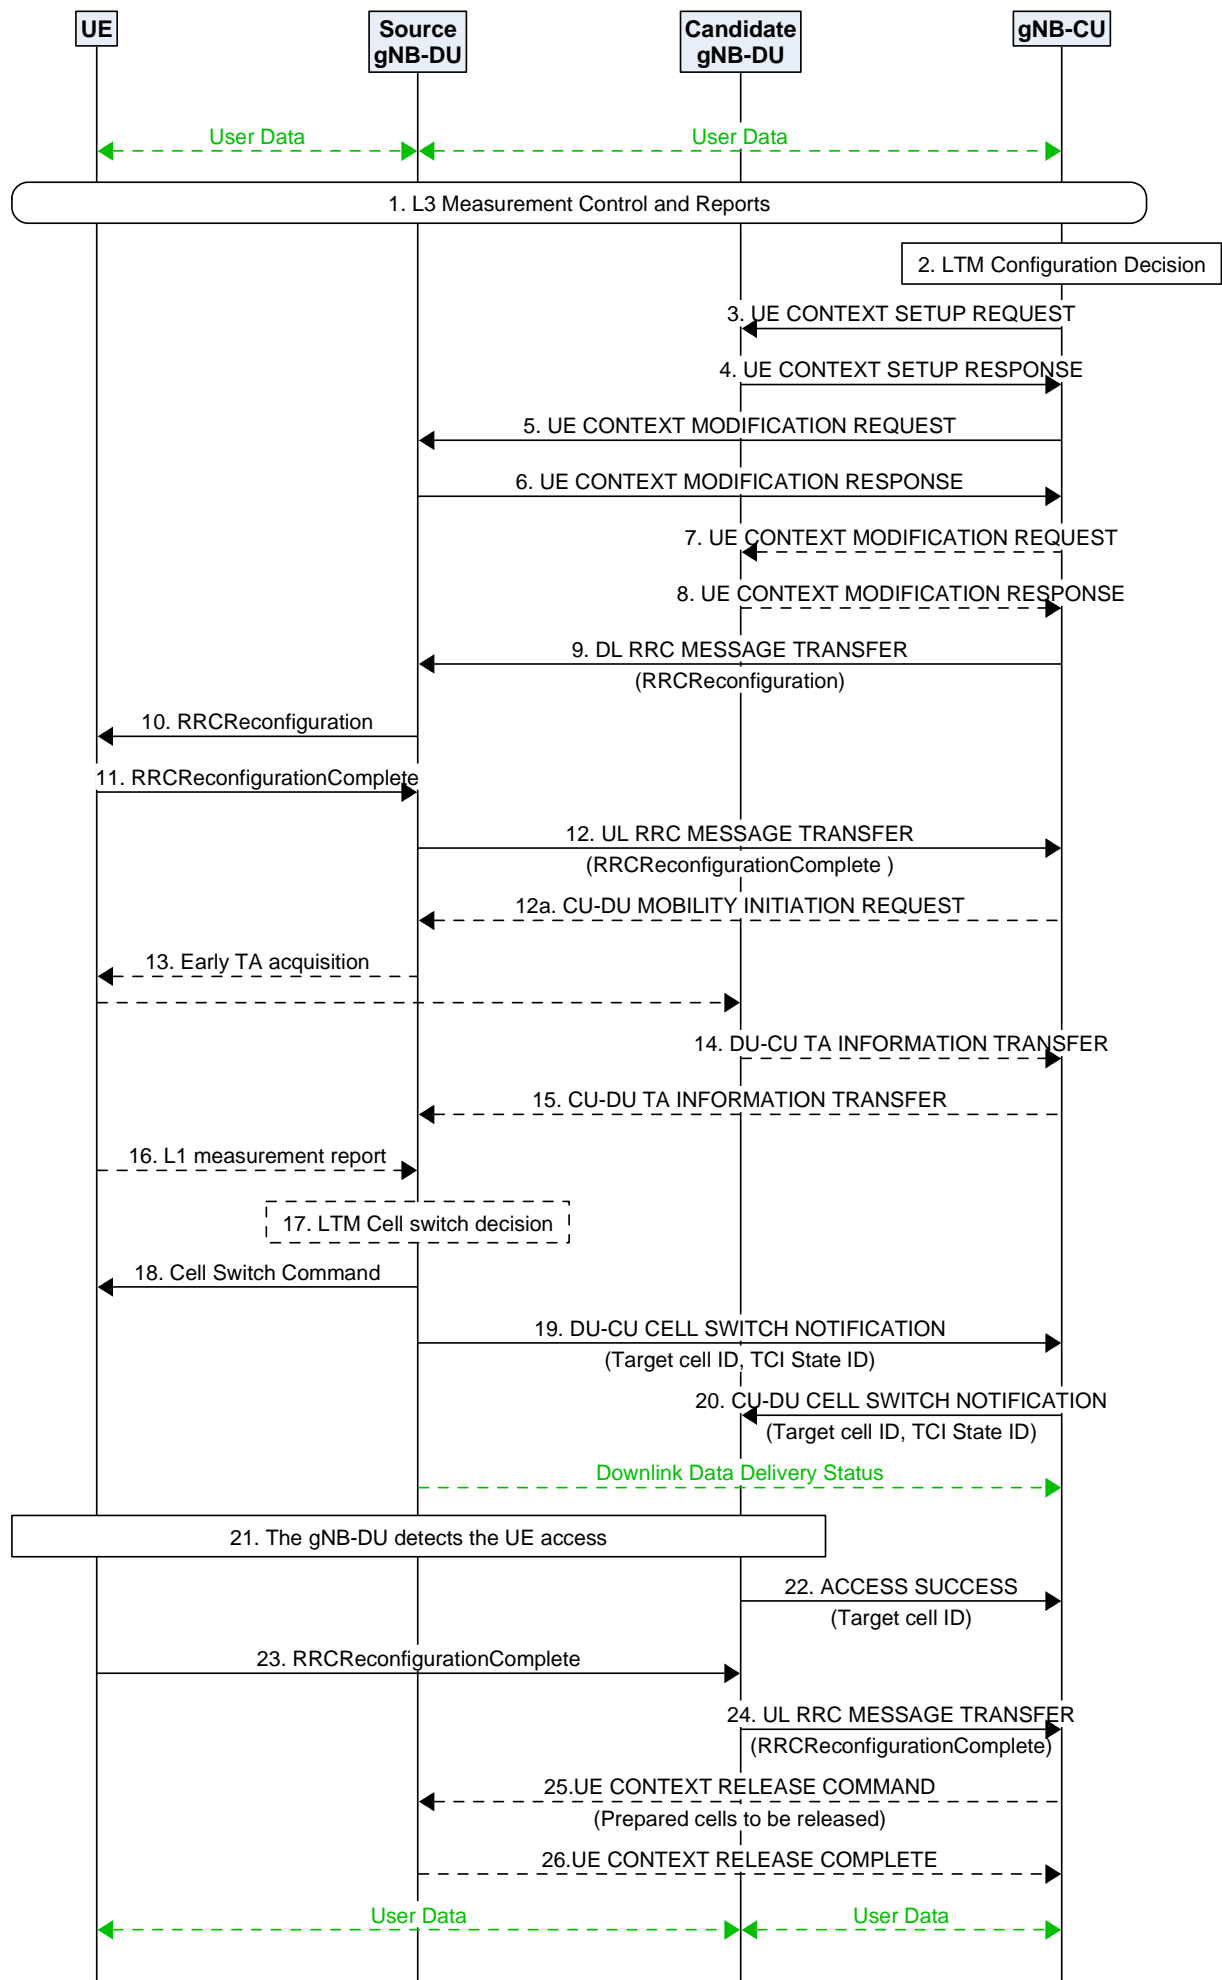 UE
Source
gNB-DU
Candidate
gNB-DU
gNB-CU
User Data
User Data
1. L3 Measurement Control and Reports
2. LTM Configuration Decision
3. UE CONTEXT SETUP REQUEST
4. UE CONTEXT SETUP RESPONSE
5. UE CONTEXT MODIFICATION REQUEST
6. UE CONTEXT MODIFICATION RESPONSE
7. UE CONTEXT MODIFICATION REQUEST
8. UE CONTEXT MODIFICATION RESPONSE
9. DL RRC MESSAGE TRANSFER
(RRCReconfiguration)
10. RRCReconfiguration
11. RRCReconfigurationComplete
12. UL RRC MESSAGE TRANSFER
(RRCReconfigurationComplete )
12a. CU-DU MOBILITY INITIATION REQUEST
13. Early TA acquisition
14. DU-CU TA INFORMATION TRANSFER
15. CU-DU TA INFORMATION TRANSFER
16. L1 measurement report
17. LTM Cell switch decision
18. Cell Switch Command
19. DU-CU CELL SWITCH NOTIFICATION
(Target cell ID, TCI State ID)
20. CU-DU CELL SWITCH NOTIFICATION
(Target cell ID, TCI State ID)
Downlink Data Delivery Status
21. The gNB-DU detects the UE access
22. ACCESS SUCCESS
(Target cell ID)
23. RRCReconfigurationComplete
24. UL RRC MESSAGE TRANSFER
(RRCReconfigurationComplete)
25.UE CONTEXT RELEASE COMMAND
(Prepared cells to be released)
26.UE CONTEXT RELEASE COMPLETE
User Data
User Data